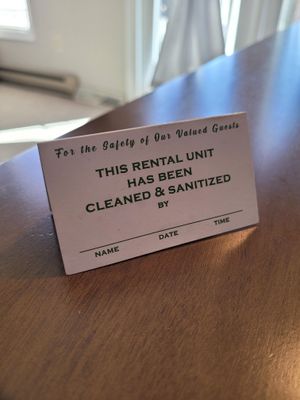 For the Safety of Our Valued Guests
THIS RENTAL UNIT
HAS BEEN
CLEANED & SANITIZED
BY
NAME DATE TIME